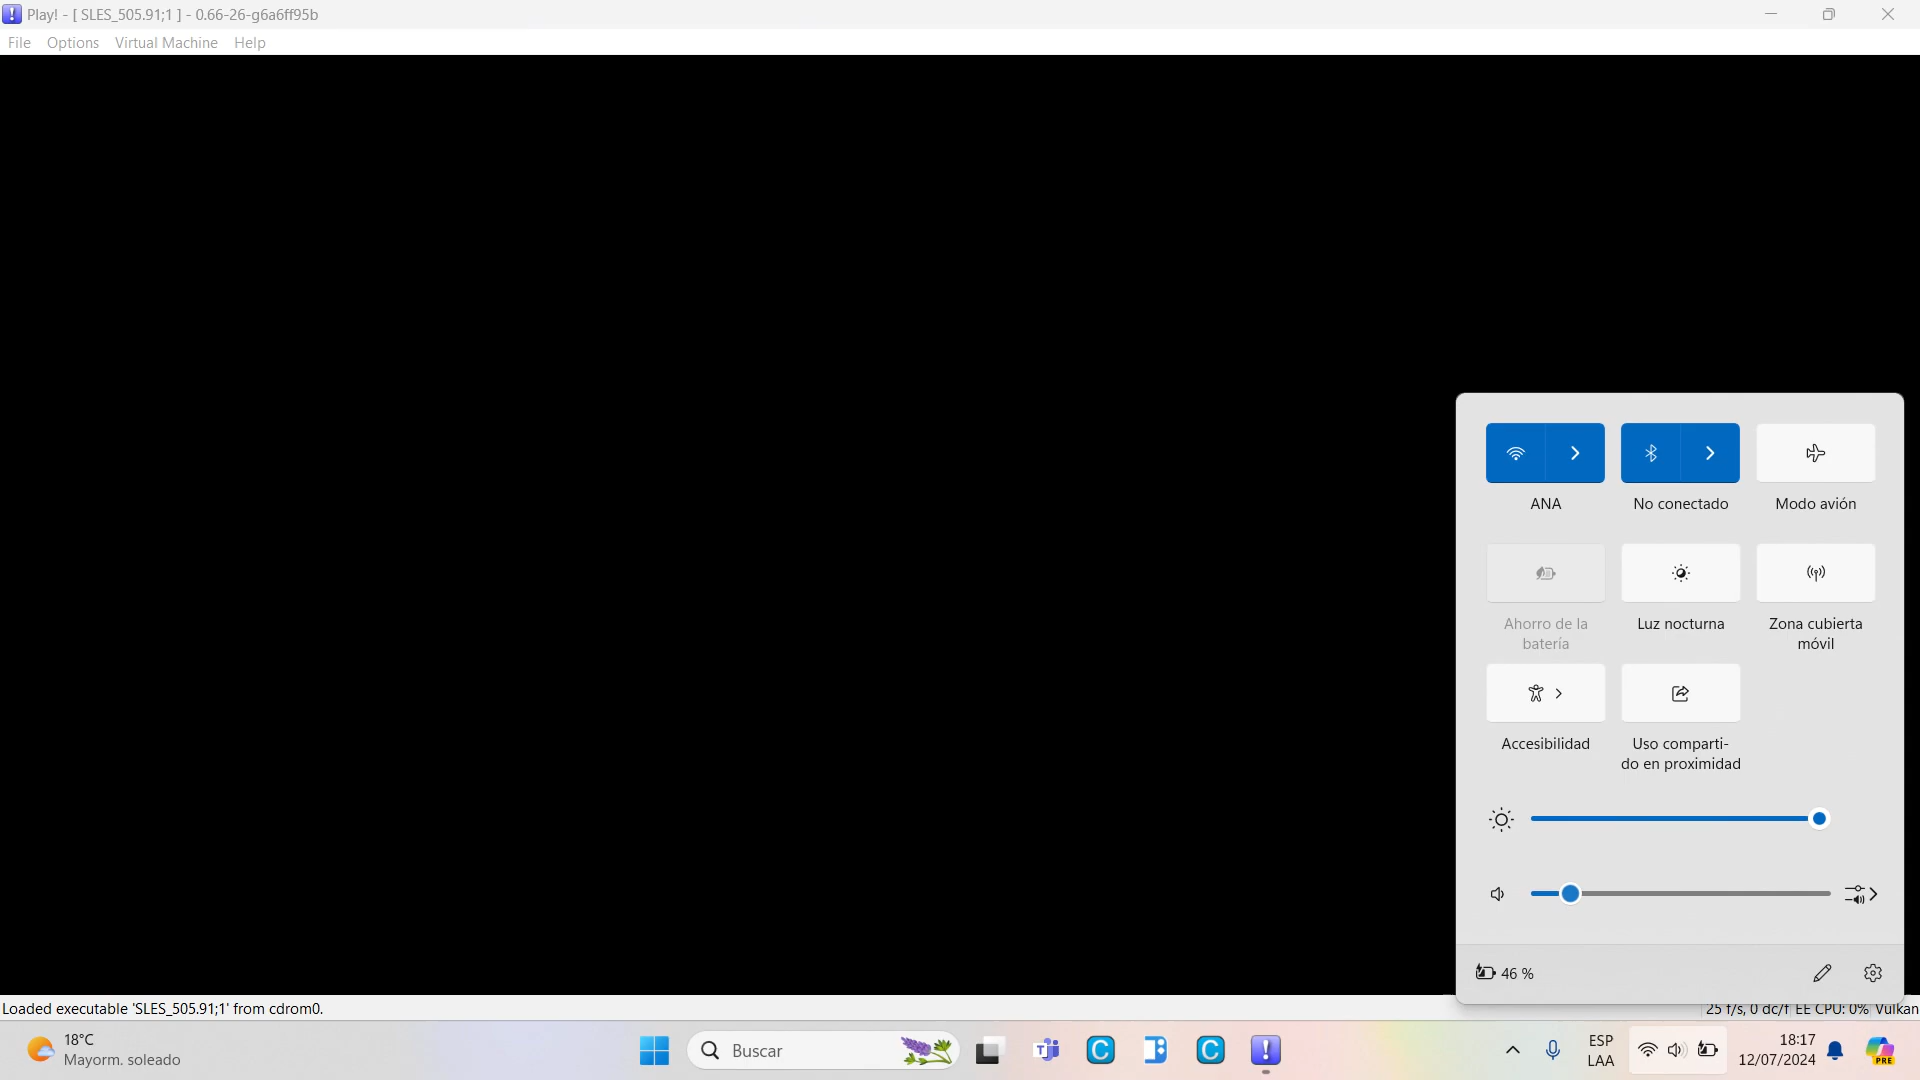 Play! - [ SLES_505.91;1 ] - 0.66-26-g6a6ff95b
File Options Virtual Machine Help
ANA
No conectado
Modo avión
Ahorro de la
batería
Luz nocturna
Zona cubierta
móvil
Accesibilidad
Uso comparti-
do en proximidad
46 %
Loaded executable 'SLES_505.91;1' from cdrom0.
25 f/s, 0 dc/f EE CPU: 0% Vulkan
18°C
Mayorm. soleado
Buscar
ESP
LAA
18:17
12/07/2024
PRE